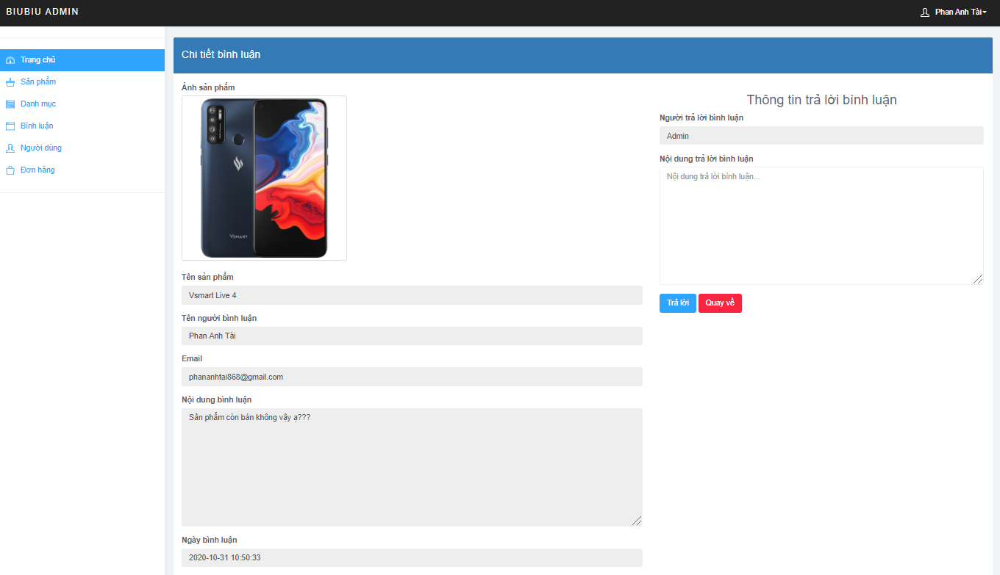 BIUBIU ADMIN
Phan Anh Tài
Trang chủ
Sản phẩm
Danh mục
Bình luận
Người dùng
Đơn hàng
Chi tiết bình luận
Ảnh sản phẩm
VSMART
Tên sản phẩm
Vsmart Live 4
Tên người bình luận
Phan Anh Tài
Email
phananhtai868@gmail.com
Nội dung bình luận
Sản phẩm còn bán không vậy ạ???
Ngày bình luận
2020-10-31 10:50:33
Thông tin trả lời bình luận
Người trả lời bình luận
Admin
Nội dung trả lời bình luận
Nội dung trả lời bình luận...
Trả lời
Quay về